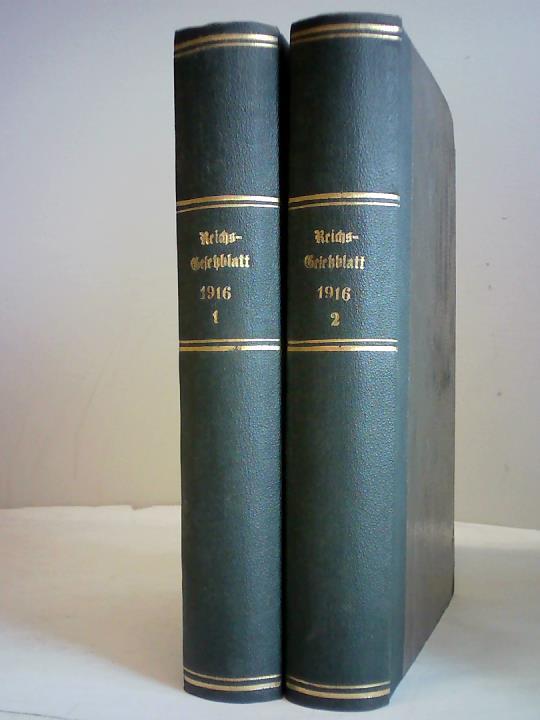 Reichs-
Gesetzblatt
1916
1
Reichs-
Gesetzblatt
1916
2